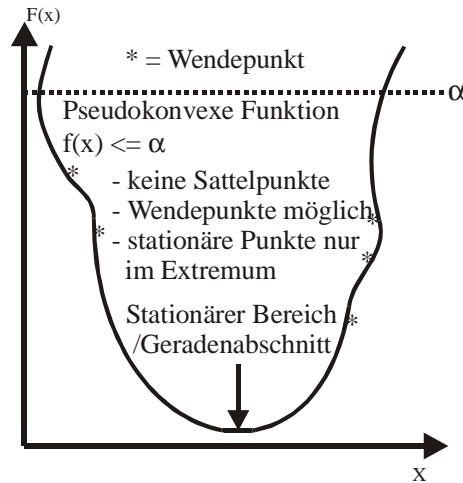 F(x)
* = Wendepunkt
α
Pseudokonvexe Funktion
f(x) <= α
*
- keine Sattelpunkte
- Wendepunkte möglich
*
*
- stationäre Punkte nur
*
im Extremum
Stationärer Bereich
*
/Geradenabschnitt
X